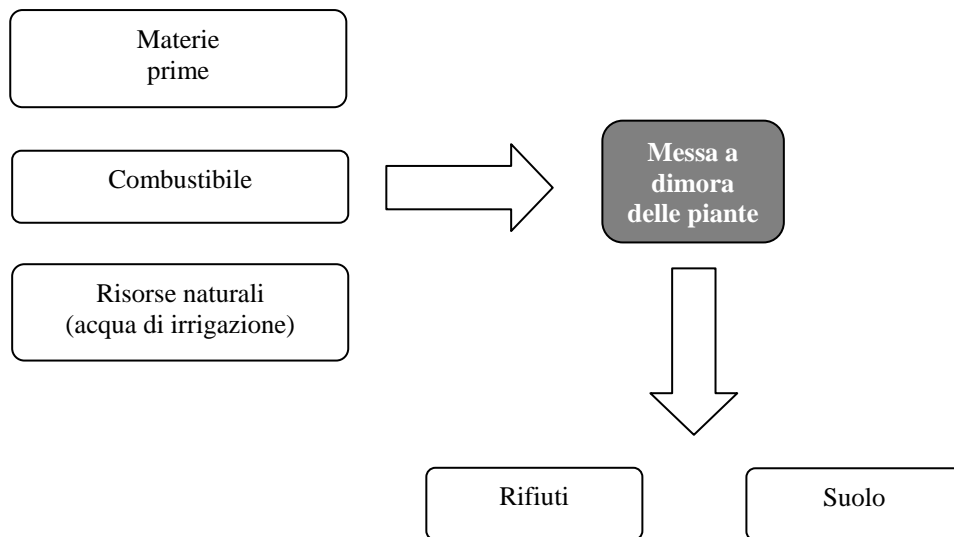 Materie
prime
Combustibile
Messa a
dimora
delle piante
Risorse naturali
(acqua di irrigazione)
Rifiuti
Suolo